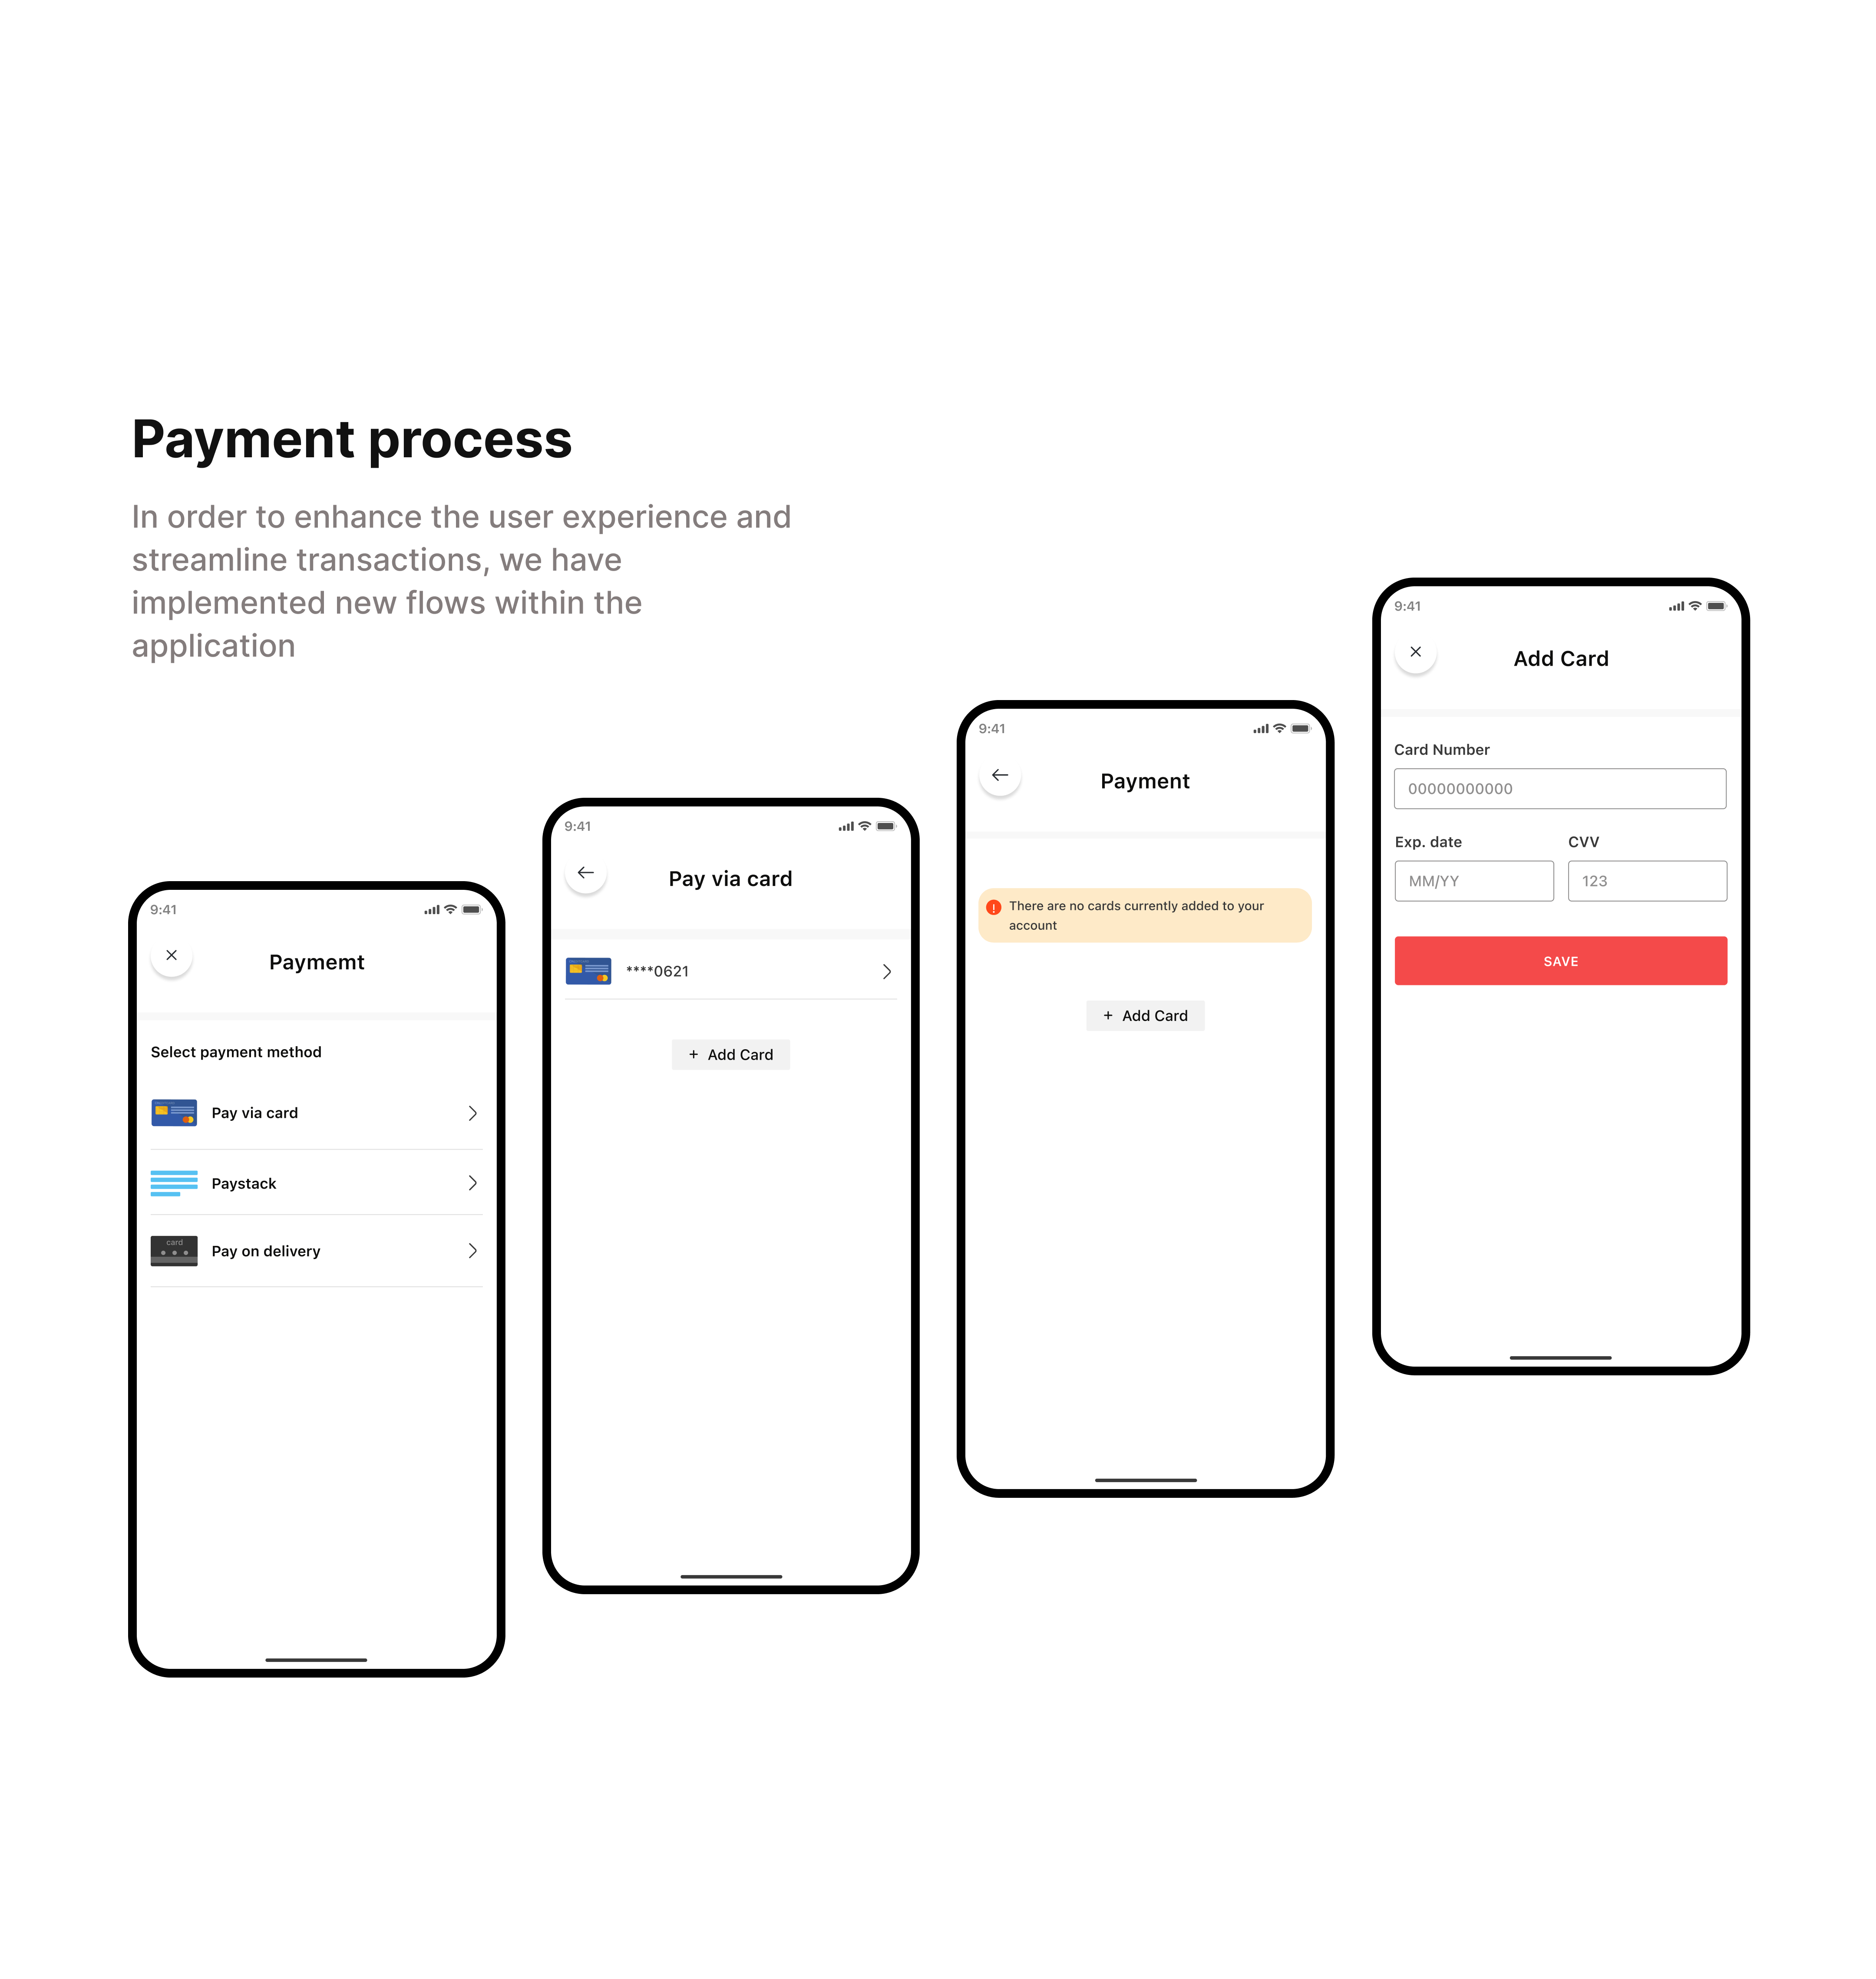 Payment process
In order to enhance the user experience and
streamline transactions, we have
implemented new flows within the
application
9:41
Paymemt
Select payment method
Pay via card
Paystack
card
Pay on delivery
9:41
Pay via card
****0621
+ Add Card
9:41
Payment
There are no cards currently added to your
account
+ Add Card
9:41
Add Card
Card Number
00000000000
Exp. date CVV
MM/YY 123
SAVE